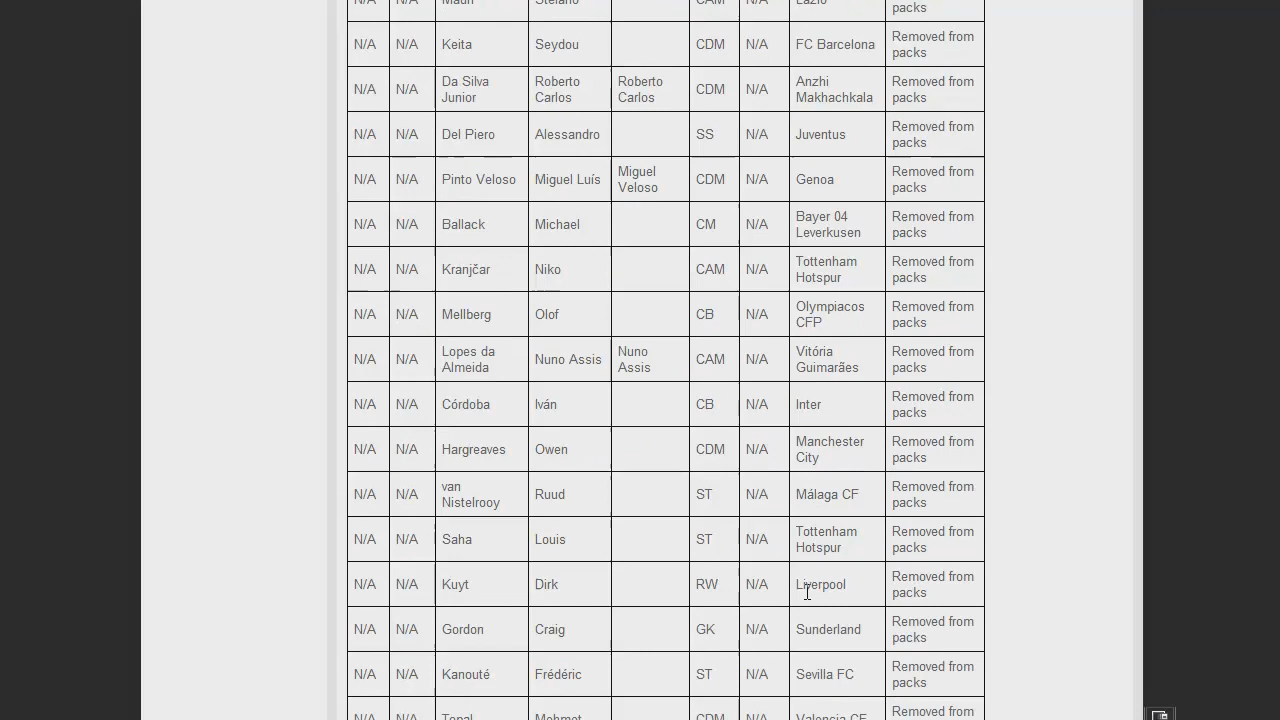 N/A N/A Mauri Stefano CAM N/A Lazio packs
N/A N/A Keita Seydou CDM N/A FC Barcelona Removed from packs
N/A N/A Da Silva Junior Roberto Carlos Roberto Carlos CDM N/A Anzhi Makhachkala Removed from packs
N/A N/A Del Piero Alessandro SS N/A Juventus Removed from packs
N/A N/A Pinto Veloso Miguel Luís Miguel Veloso CDM N/A Genoa Removed from packs
N/A N/A Ballack Michael CM N/A Bayer 04 Leverkusen Removed from packs
N/A N/A Kranjčar Niko CAM N/A Tottenham Hotspur Removed from packs
N/A N/A Mellberg Olof CB N/A Olympiacos CFP Removed from packs
N/A N/A Lopes da Almeida Nuno Assis Nuno Assis CAM N/A Vitória Guimarães Removed from packs
N/A N/A Córdoba Iván CB N/A Inter Removed from packs
N/A N/A Hargreaves Owen CDM N/A Manchester City Removed from packs
N/A N/A van Nistelrooy Ruud ST N/A Málaga CF Removed from packs
N/A N/A Saha Louis ST N/A Tottenham Hotspur Removed from packs
N/A N/A Kuyt Dirk RW N/A Liverpool Removed from packs
N/A N/A Gordon Craig GK N/A Sunderland Removed from packs
N/A N/A Kanouté Frédéric ST N/A Sevilla FC Removed from packs
N/A N/A Topal Mehmet CDM N/A Valencia CF Removed from